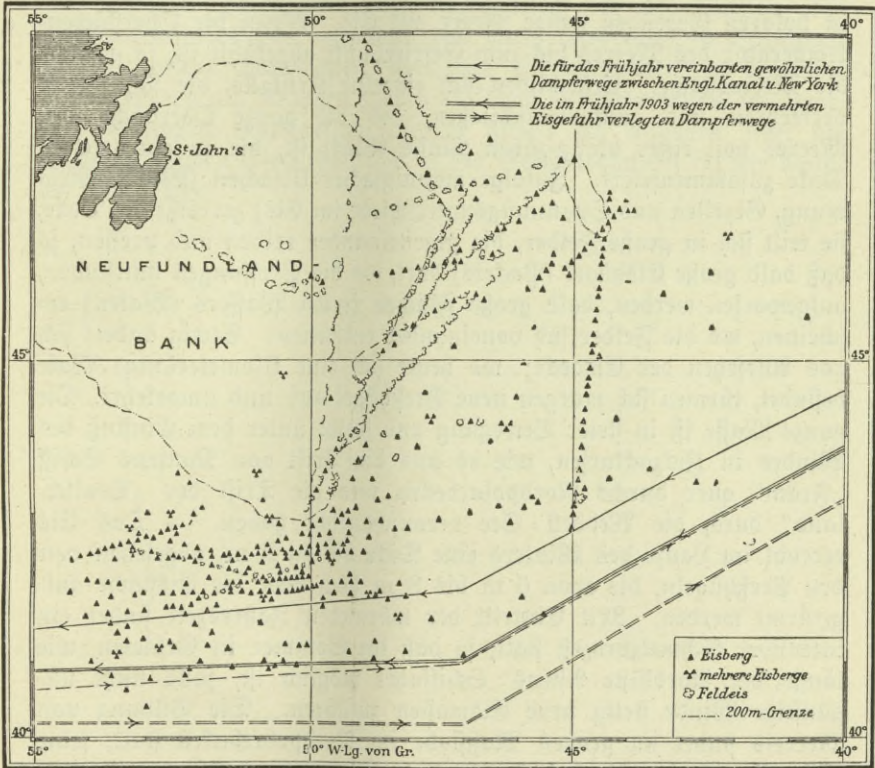 55° 50° 45° 40°
Die für das Frühjahr vereinbarten gewöhnlichen
Dampferwege zwischen Engl. Kanal u. New York
Die im Frühjahr 1903 wegen der vermehrten
Eisgefahr verlegten Dampferwege
St John's
NEUFUNDLAND-
BANK
45° 45°
Eisberg
mehrere Eisberge
Feldeis
200m-Grenze
40° 40°
55° 50° W-Lg. von Gr. 45° 40°